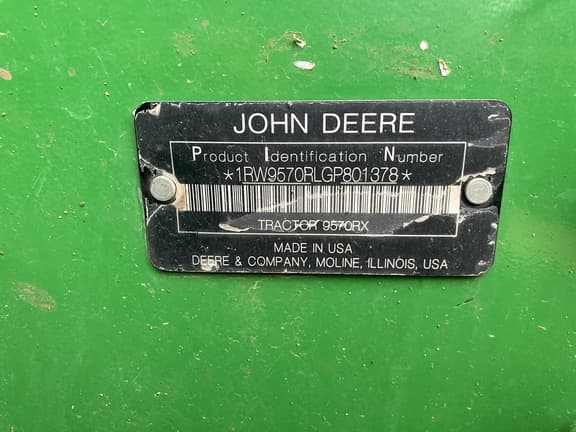 JOHN DEERE
Product Identification Number
*1RW9570RLGP801378*
TRACTOR 9570RX
MADE IN USA
DEERE & COMPANY, MOLINE, ILLINOIS, USA